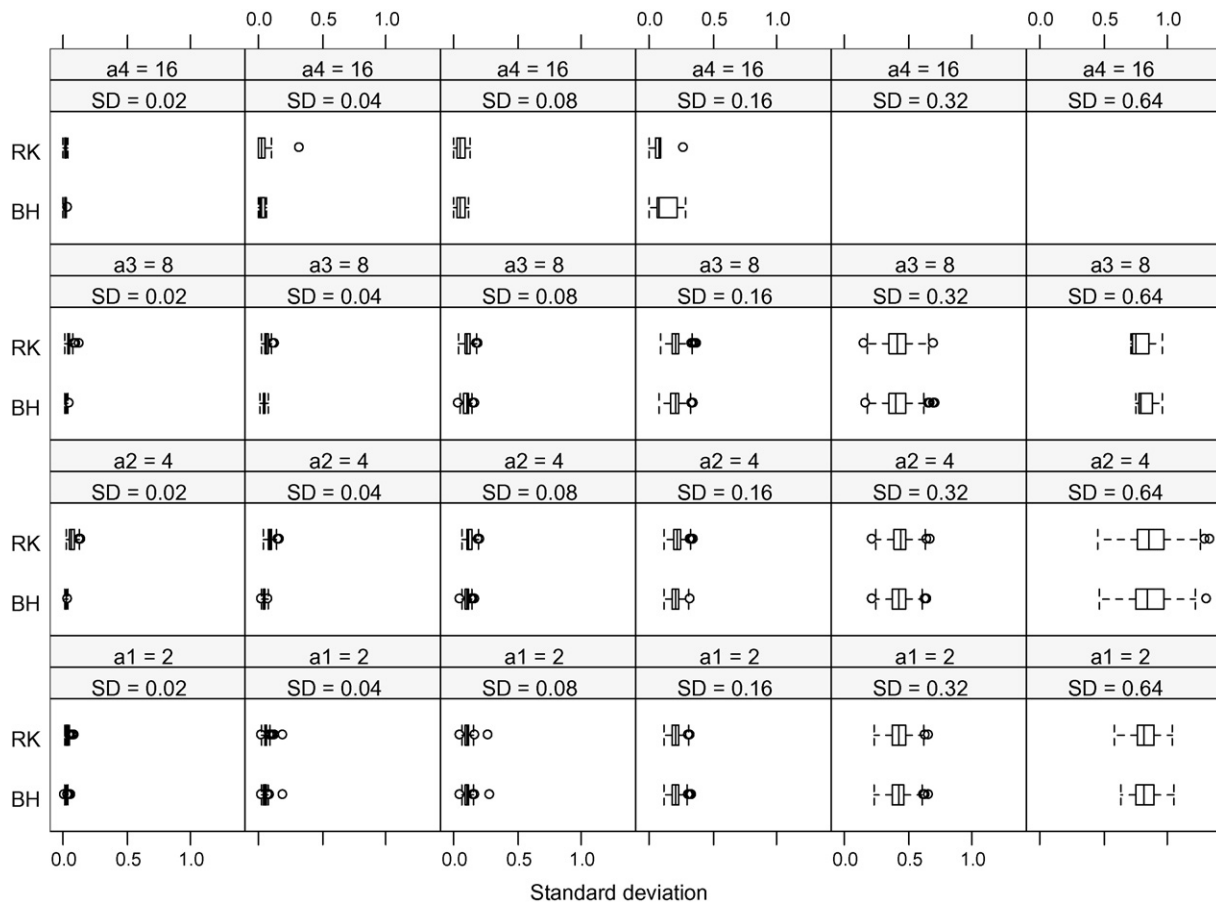 0.0 0.5 1.0 0.0 0.5 1.0 0.0 0.5 1.0
a4 = 16 a4 = 16 a4 = 16 a4 = 16 a4 = 16 a4 = 16
SD = 0.02 SD = 0.04 SD = 0.08 SD = 0.16 SD = 0.32 SD = 0.64
RK
BH
a3 = 8 a3 = 8 a3 = 8 a3 = 8 a3 = 8 a3 = 8
SD = 0.02 SD = 0.04 SD = 0.08 SD = 0.16 SD = 0.32 SD = 0.64
RK
BH
a2 = 4 a2 = 4 a2 = 4 a2 = 4 a2 = 4 a2 = 4
SD = 0.02 SD = 0.04 SD = 0.08 SD = 0.16 SD = 0.32 SD = 0.64
RK
BH
a1 = 2 a1 = 2 a1 = 2 a1 = 2 a1 = 2 a1 = 2
SD = 0.02 SD = 0.04 SD = 0.08 SD = 0.16 SD = 0.32 SD = 0.64
RK
BH
0.0 0.5 1.0 0.0 0.5 1.0 0.0 0.5 1.0
Standard deviation